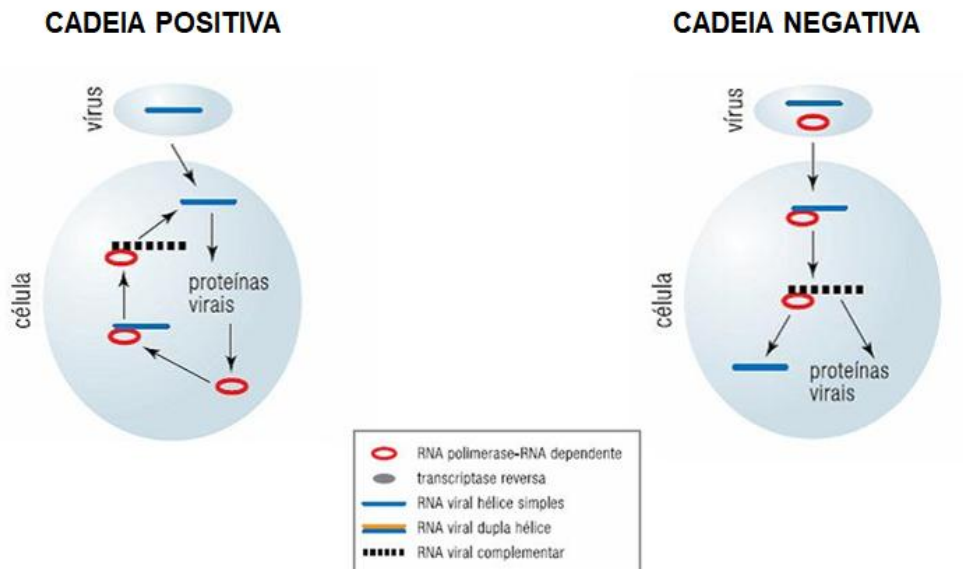 CADEIA POSITIVA
CADEIA NEGATIVA
vírus
célula
proteínas
virais
vírus
célula
proteínas
virais
RNA polimerase-RNA dependente
transcriptase reversa
RNA viral hélice simples
RNA viral dupla hélice
RNA viral complementar